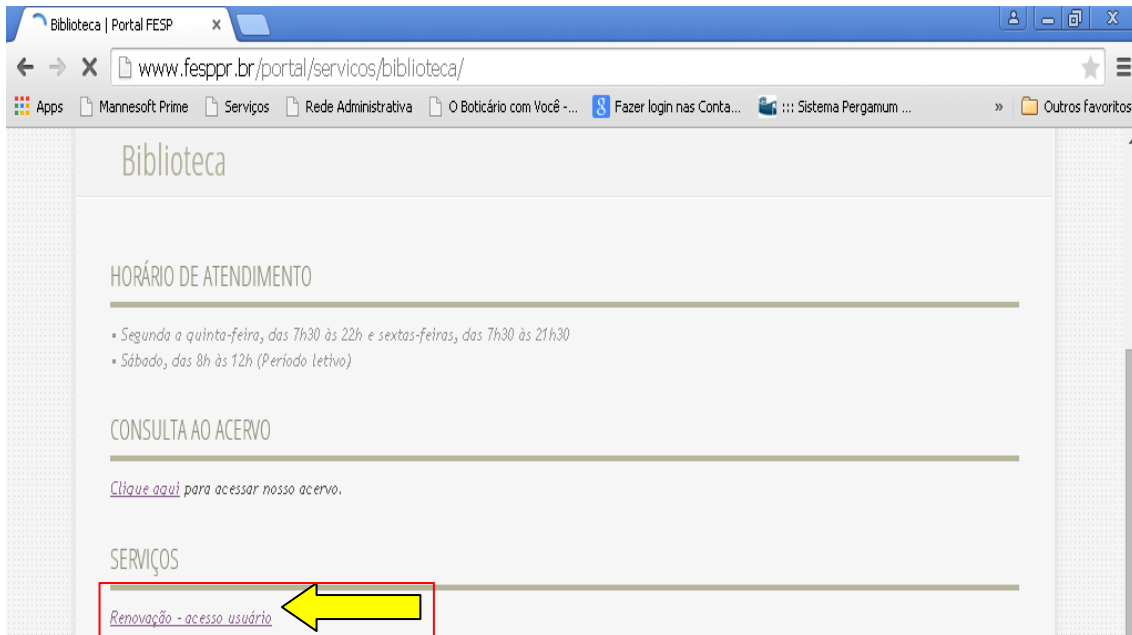 Biblioteca | Portal FESP
www.fesppr.br/portal/servicos/biblioteca/
Apps Mannesoft Prime Serviços Rede Administrativa O Boticário com Você -... Fazer login nas Conta... ::: Sistema Pergamum ... » Outros favoritos
Biblioteca
HORÁRIO DE ATENDIMENTO
▪ Segunda a quinta-feira, das 7h30 às 22h e sextas-feiras, das 7h30 às 21h30
▪ Sábado, das 8h às 12h (Período letivo)
CONSULTA AO ACERVO
Clique aqui para acessar nosso acervo.
SERVIÇOS
Renovação - acesso usuário